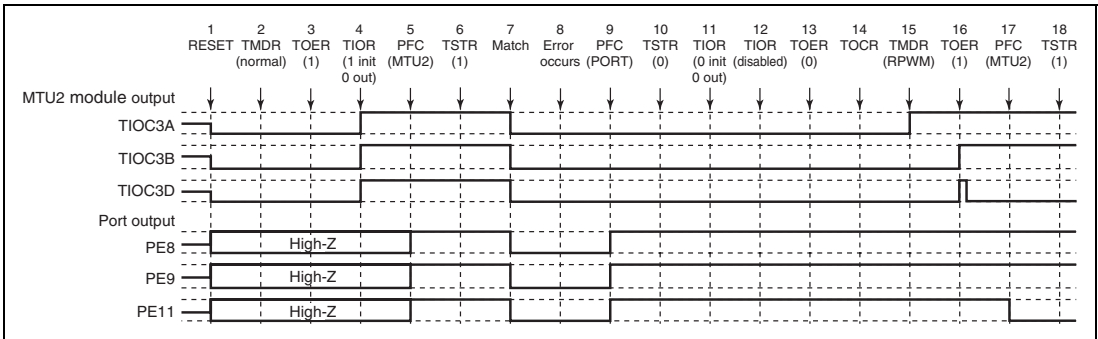 1 2 3 4 5 6 7 8 9 10 11 12 13 14 15 16 17 18
RESET TMDR TOER TIOR PFC TSTR Match Error PFC TSTR TIOR TIOR TOER TOCR TMDR TOER PFC TSTR
(normal) (1) (1 init (MTU2) (1) occurs (PORT) (0) (0 init (disabled) (0) (RPWM) (1) (MTU2) (1)
0 out) 0 out)
MTU2 module output
TIOC3A
TIOC3B
TIOC3D
Port output
PE8 High-Z
PE9 High-Z
PE11 High-Z